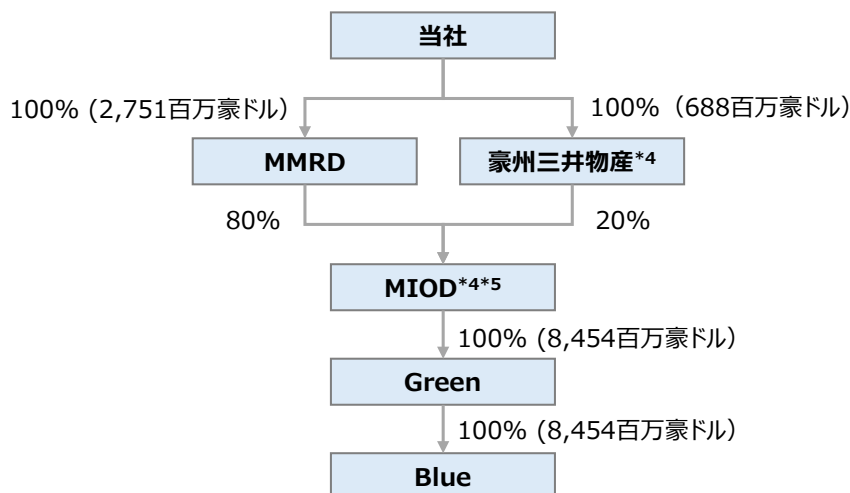 当社
100% (2,751百万豪ドル）
100%（688百万豪ドル）
MMRD
豪州三井物産*4
80%
20%
MIOD*4*5
100% (8,454百万豪ドル）
Green
100% (8,454百万豪ドル）
Blue